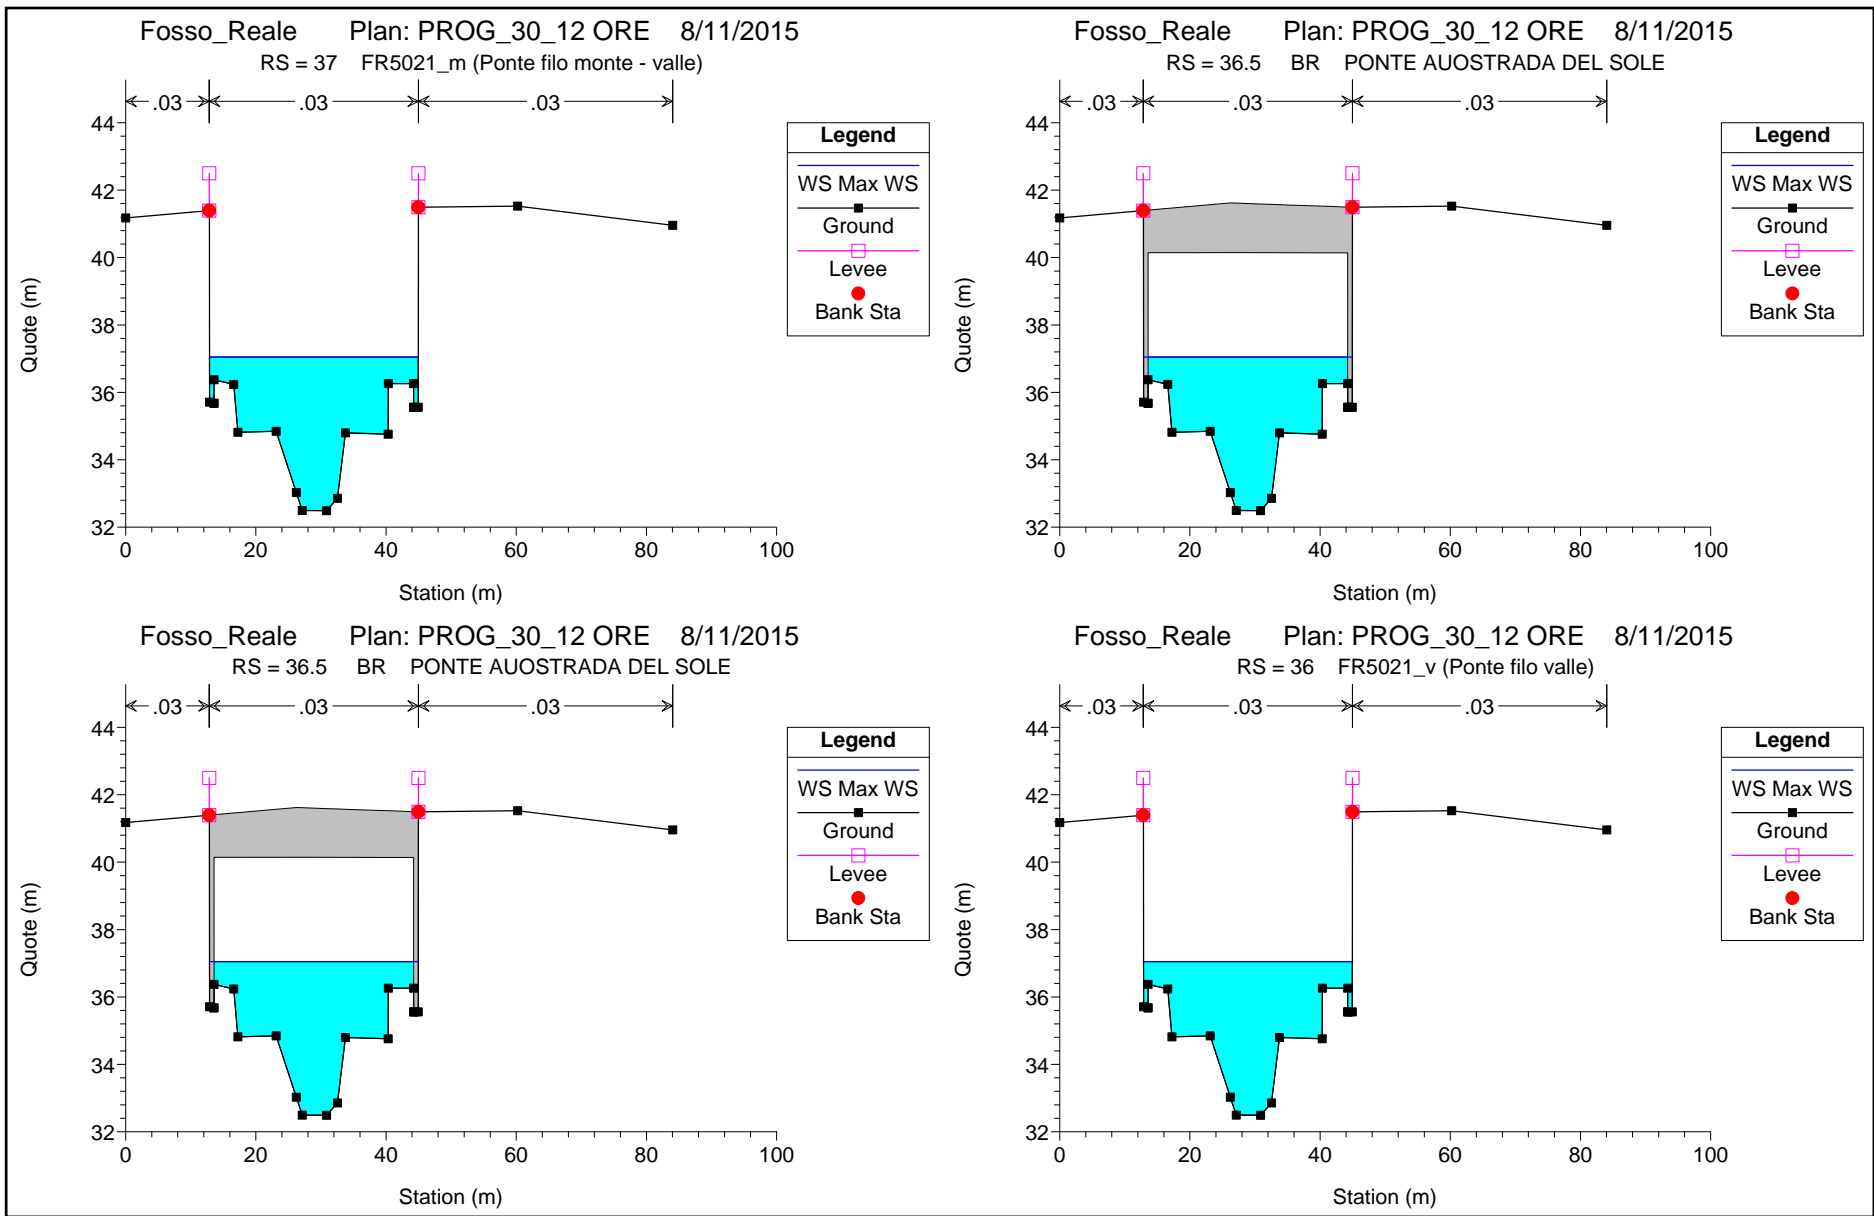 Fosso_Reale Plan: PROG_30_12 ORE 8/11/2015
RS = 37 FR5021_m (Ponte filo monte - valle)
.03 .03 .03
44
42
40
38
36
34
32
0 20 40 60 80 100
Quote (m)
Station (m)
Legend
WS Max WS
Ground
Levee
Bank Sta
Fosso_Reale Plan: PROG_30_12 ORE 8/11/2015
RS = 36.5 BR PONTE AUOSTRADA DEL SOLE
.03 .03 .03
44
42
40
38
36
34
32
0 20 40 60 80 100
Quote (m)
Station (m)
Legend
WS Max WS
Ground
Levee
Bank Sta
Fosso_Reale Plan: PROG_30_12 ORE 8/11/2015
RS = 36.5 BR PONTE AUOSTRADA DEL SOLE
.03 .03 .03
44
42
40
38
36
34
32
0 20 40 60 80 100
Quote (m)
Station (m)
Legend
WS Max WS
Ground
Levee
Bank Sta
Fosso_Reale Plan: PROG_30_12 ORE 8/11/2015
RS = 36 FR5021_v (Ponte filo valle)
.03 .03 .03
44
42
40
38
36
34
32
0 20 40 60 80 100
Quote (m)
Station (m)
Legend
WS Max WS
Ground
Levee
Bank Sta